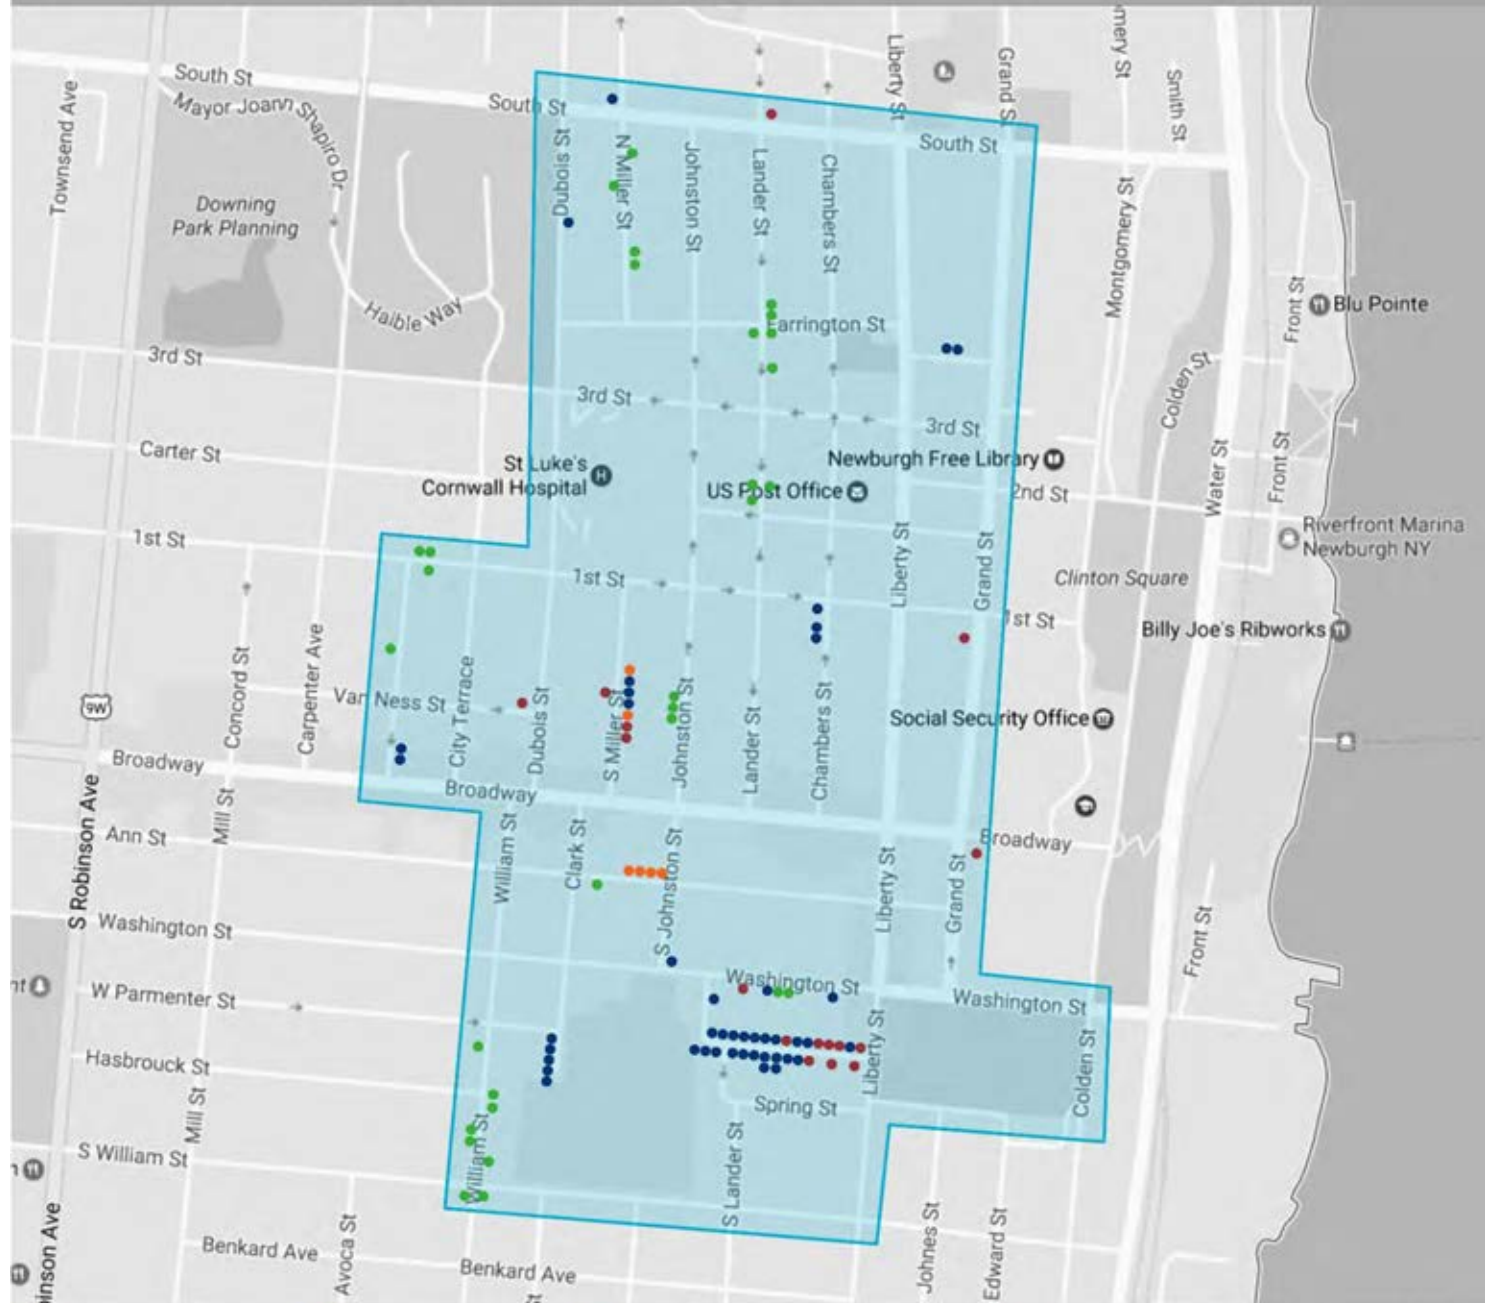 South St
Mayor Joann Shapiro Dr
South St
South St
Townsend Ave
Dubois St
N Miller St
Johnston St
Lander St
Chambers St
Liberty St
Grand St
mery St
Smith St
Montgomery St
Downing
Park Planning
Haible Way
Farrington St
Front St
Blu Pointe
3rd St
3rd St
3rd St
Colden St
Carter St
St Luke's
Cornwall Hospital
Newburgh Free Library
US Post Office
2nd St
Water St
Front St
1st St
1st St
1st St
Liberty St
Grand St
Riverfront Marina
Newburgh NY
Clinton Square
Billy Joe's Ribworks
Concord St
Carpenter Ave
Van Ness St
City Terrace
Dubois St
S Miller St
Johnston St
Lander St
Chambers St
Social Security Office
9W
Broadway
Broadway
Broadway
S Robinson Ave
Mill St
Ann St
William St
Clark St
S Johnston St
Liberty St
Grand St
Front St
Washington St
Washington St
Washington St
nt
W Parmenter St
Hasbrouck St
Liberty St
Colden St
Spring St
Mill St
S William St
William St
S Lander St
binson Ave
Avoca St
Benkard Ave
Benkard Ave
Johnes St
Edward St